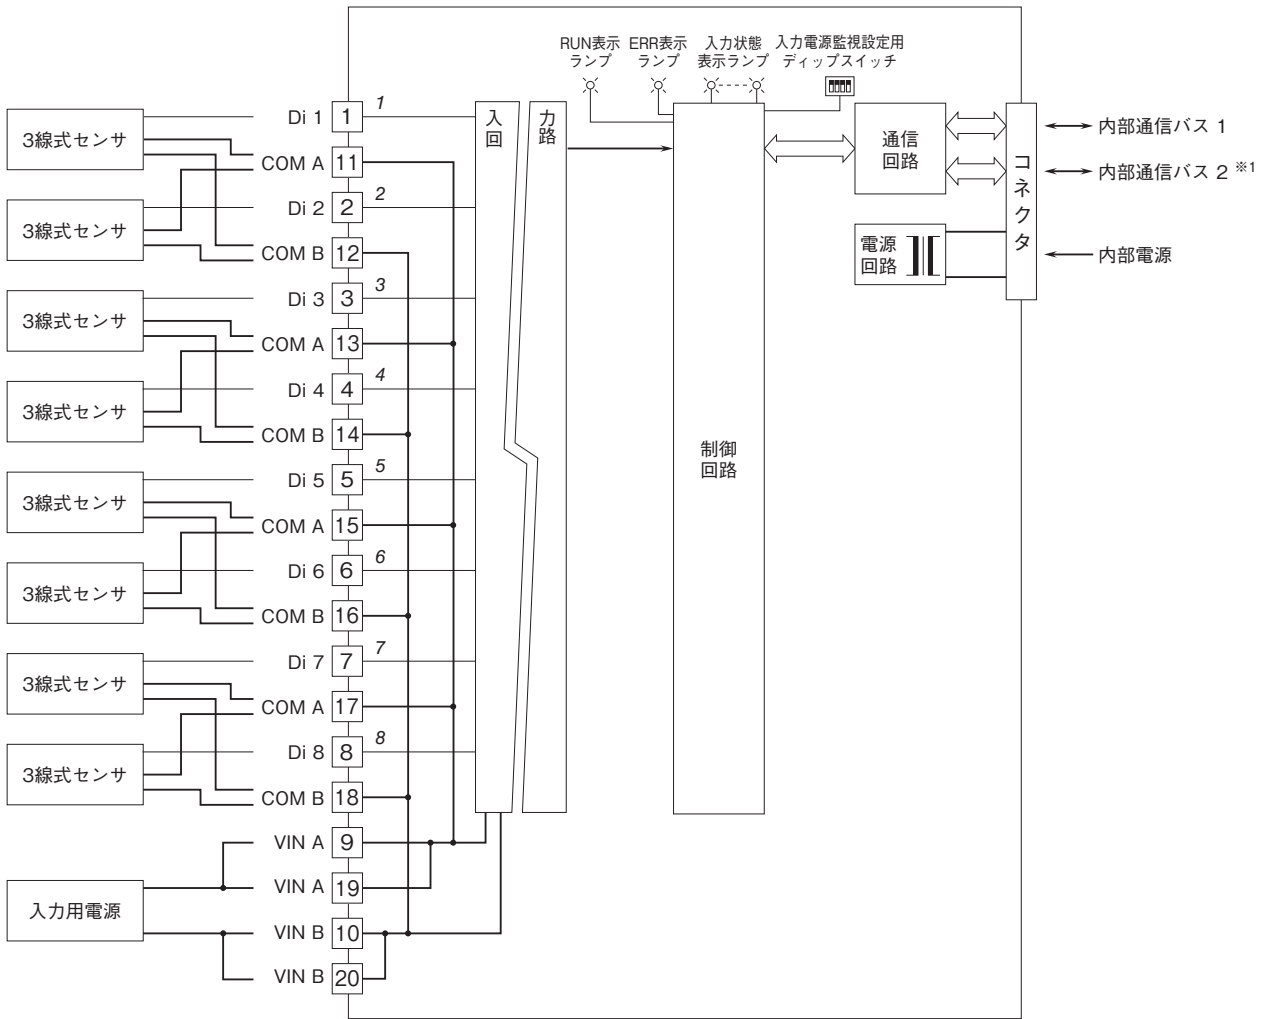 RUN表示
ランプ
ERR表示
ランプ
入力状態
表示ランプ
入力電源監視設定用
ディップスイッチ
3線式センサ
Di 1 1 1
COM A 11
3線式センサ
Di 2 2 2
COM B 12
3線式センサ
Di 3 3 3
COM A 13
3線式センサ
Di 4 4 4
COM B 14
3線式センサ
Di 5 5 5
COM A 15
3線式センサ
Di 6 6 6
COM B 16
3線式センサ
Di 7 7 7
COM A 17
3線式センサ
Di 8 8 8
COM B 18
VIN A 9
VIN A 19
入力用電源
VIN B 10
VIN B 20
入力
回路
制御
回路
通信
回路
電源
回路
コネクタ
内部通信バス 1
内部通信バス 2 ※1
内部電源